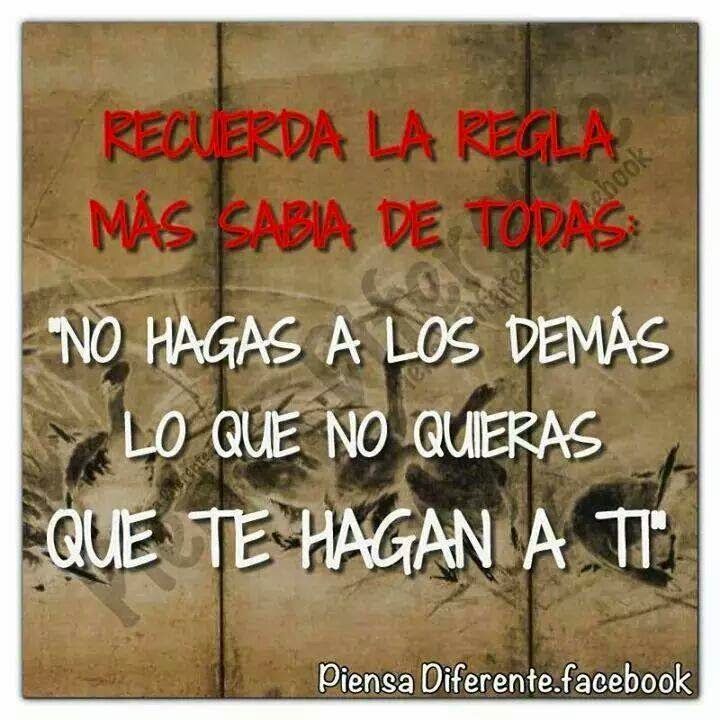 RECUERDA LA REGLA
MÁS SABIA DE TODAS:
"NO HAGAS A LOS DEMÁS
LO QUE NO QUIERAS
QUE TE HAGAN A TI"
Piensa Diferente.facebook